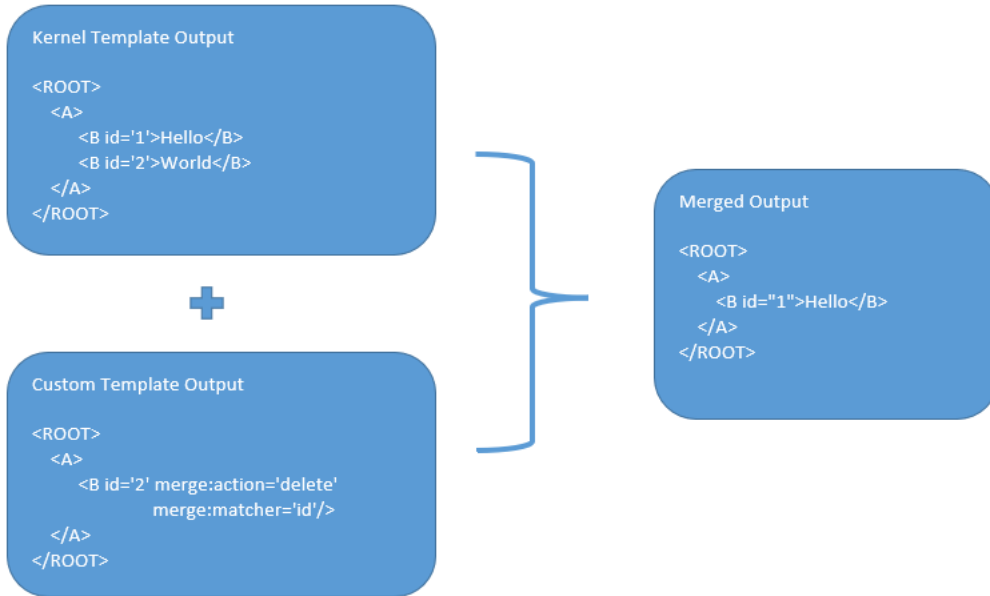 Kernel Template Output
<ROOT>
<A>
<B id='1'>Hello</B>
<B id='2'>World</B>
</A>
</ROOT>
Custom Template Output
<ROOT>
<A>
<B id='2' merge:action='delete'
merge:matcher='id'/>
</A>
</ROOT>
Merged Output
<ROOT>
<A>
<B id="1">Hello</B>
</A>
</ROOT>